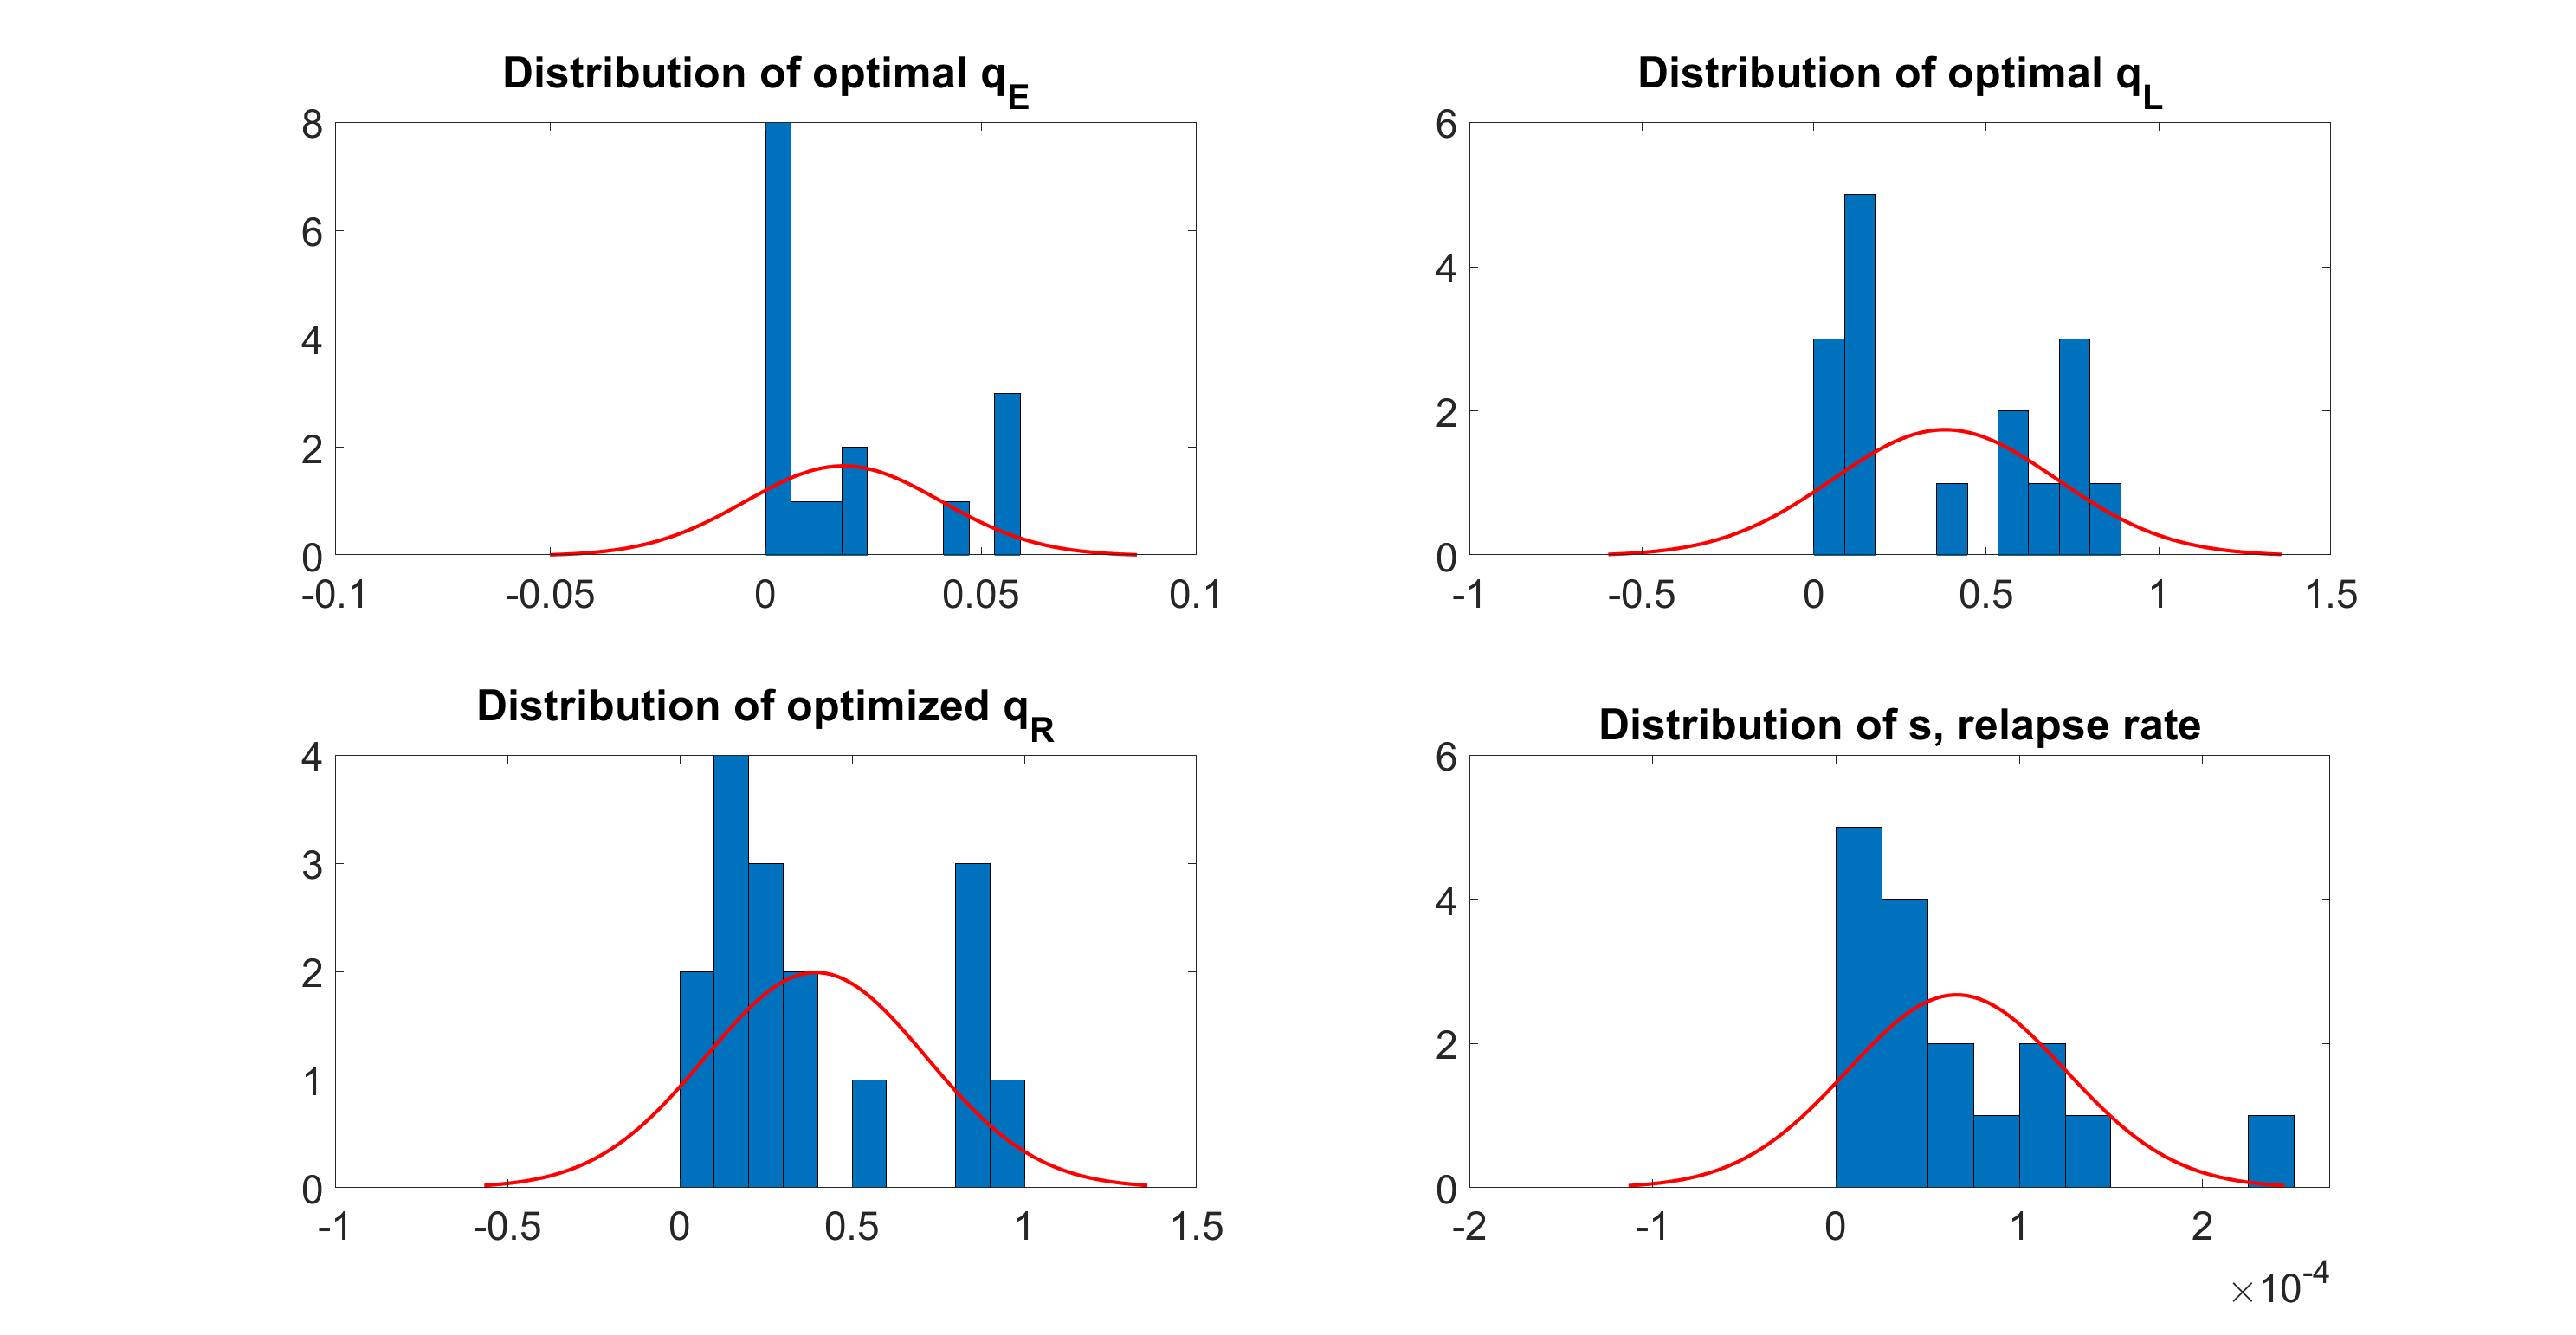 Distribution of optimal q_E
8
6
4
2
0
-0.1 -0.05 0 0.05 0.1
Distribution of optimal q_L
6
4
2
0
-1 -0.5 0 0.5 1 1.5
Distribution of optimized q_R
4
3
2
1
0
-1 -0.5 0 0.5 1 1.5
Distribution of s, relapse rate
6
4
2
0
-2 -1 0 1 2
×10^-4